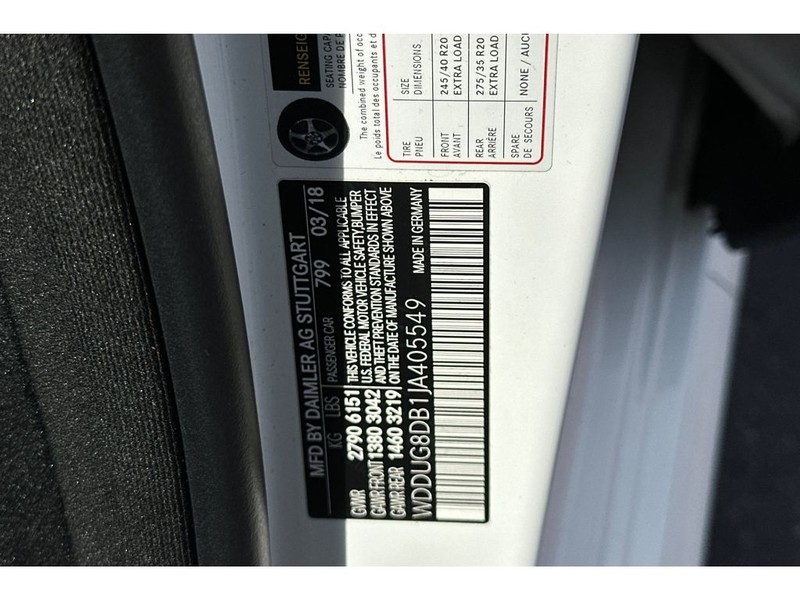 RENSEIG
SEATING CAP
NOMBRE DE P
The combined weight of occ
Le poids total des occupants et d
TIRE SIZE
PNEU DIMENSIONS
FRONT 245/40 R20
AVANT EXTRA LOAD
REAR 275/35 R20
ARRIÈRE EXTRA LOAD
SPARE NONE / AUCU
DE SECOURS
MFD BY DAIMLER AG STUTTGART
KG LBS PASSENGER CAR 799 03/18
GVWR 2790 6151 THIS VEHICLE CONFORMS TO ALL APPLICABLE
U.S. FEDERAL MOTOR VEHICLE SAFETY, BUMPER
GAWR FRONT 1380 3042 AND THEFT PREVENTION STANDARDS IN EFFECT
GAWR REAR 1460 3219 ON THE DATE OF MANUFACTURE SHOWN ABOVE
WDDUG8DB1JA405549 MADE IN GERMANY